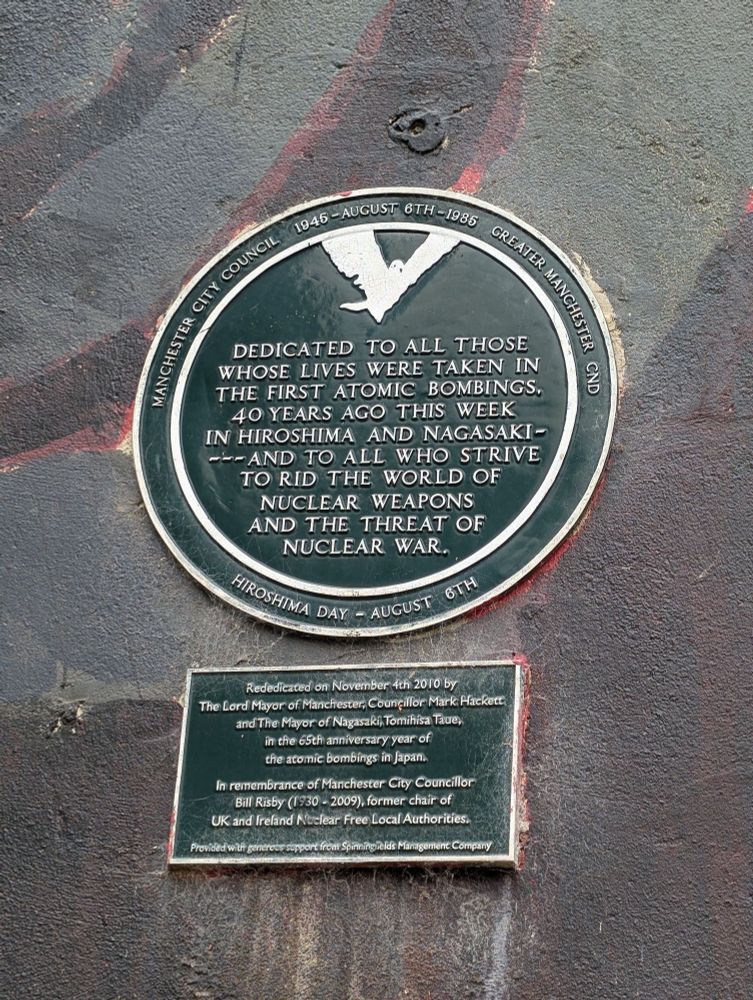 MANCHESTER CITY COUNCIL 1945 - AUGUST 6TH - 1985 GREATER MANCHESTER CND
DEDICATED TO ALL THOSE
WHOSE LIVES WERE TAKEN IN
THE FIRST ATOMIC BOMBINGS,
40 YEARS AGO THIS WEEK
IN HIROSHIMA AND NAGASAKI-
---AND TO ALL WHO STRIVE
TO RID THE WORLD OF
NUCLEAR WEAPONS
AND THE THREAT OF
NUCLEAR WAR.
HIROSHIMA DAY - AUGUST 6TH
Rededicated on November 4th 2010 by
The Lord Mayor of Manchester, Councillor Mark Hackett
and The Mayor of Nagasaki, Tomihisa Taue,
in the 65th anniversary year of
the atomic bombings in Japan.
In remembrance of Manchester City Councillor
Bill Risby (1930 - 2009), former chair of
UK and Ireland Nuclear Free Local Authorities.
Provided with generous support from Spinningfields Management Company